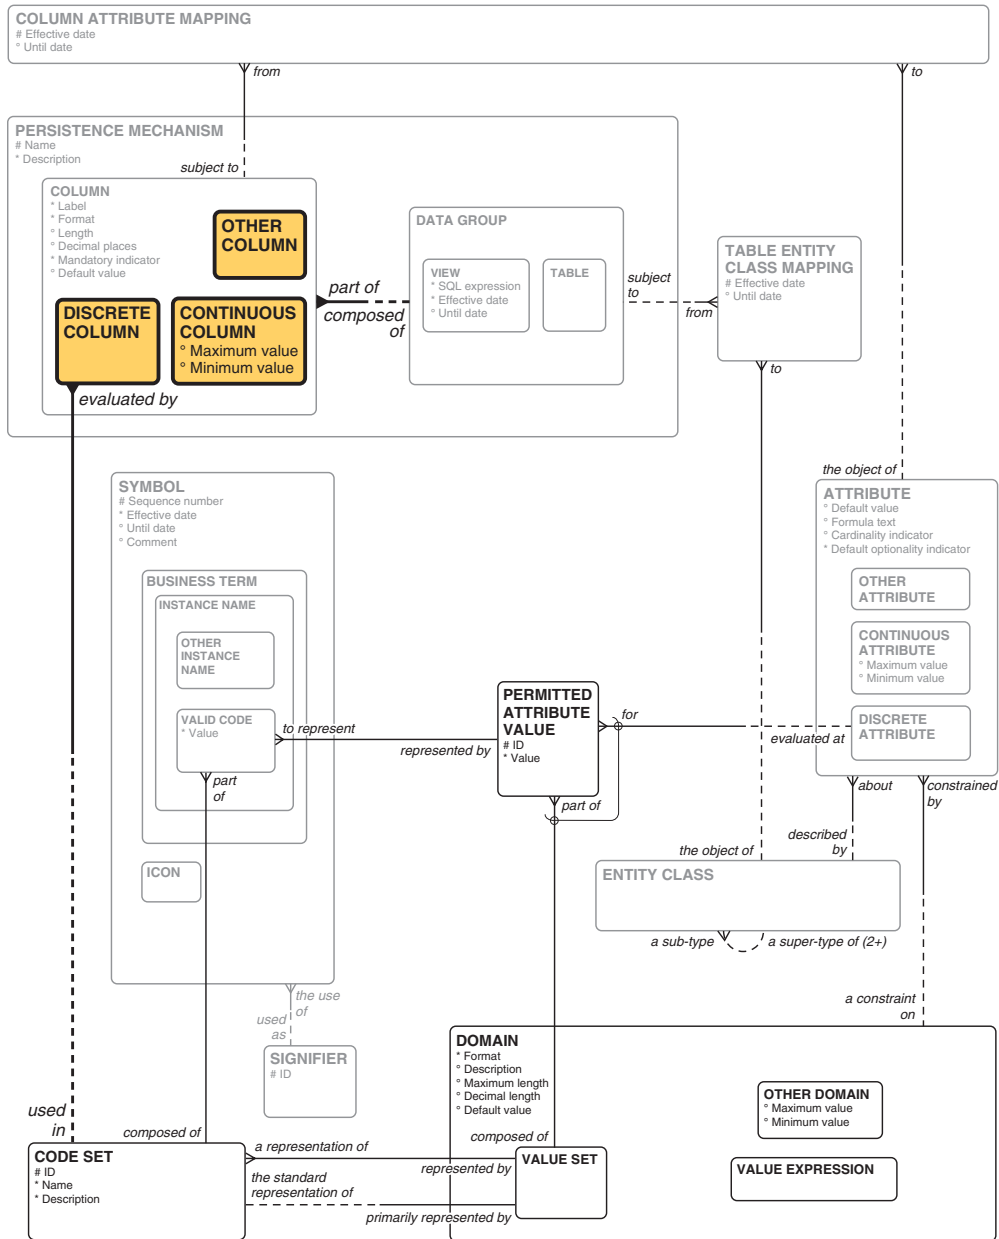 COLUMN ATTRIBUTE MAPPING
# Effective date
° Until date
from
to
PERSISTENCE MECHANISM
# Name
* Description
subject to
COLUMN
* Label
* Format
° Length
° Decimal places
* Mandatory indicator
° Default value
OTHER
COLUMN
DISCRETE
COLUMN
CONTINUOUS
COLUMN
° Maximum value
° Minimum value
evaluated by
part of
composed
of
DATA GROUP
VIEW
* SQL expression
* Effective date
° Until date
TABLE
subject
to
from
TABLE ENTITY
CLASS MAPPING
# Effective date
° Until date
to
the object of
SYMBOL
# Sequence number
* Effective date
° Until date
° Comment
BUSINESS TERM
INSTANCE NAME
OTHER
INSTANCE
NAME
VALID CODE
* Value
to represent
represented by
part
of
ICON
PERMITTED
ATTRIBUTE
VALUE
# ID
* Value
for
evaluated at
part of
ATTRIBUTE
° Default value
° Formula text
° Cardinality indicator
* Default optionality indicator
OTHER
ATTRIBUTE
CONTINUOUS
ATTRIBUTE
° Maximum value
° Minimum value
DISCRETE
ATTRIBUTE
about
constrained
by
described
by
the object of
ENTITY CLASS
a sub-type
a super-type of (2+)
the use
of
used
as
SIGNIFIER
# ID
a constraint
on
DOMAIN
* Format
° Description
° Maximum length
° Decimal length
° Default value
composed of
OTHER DOMAIN
° Maximum value
° Minimum value
VALUE EXPRESSION
VALUE SET
used
in
composed of
CODE SET
# ID
* Name
* Description
a representation of
represented by
the standard
representation of
primarily represented by